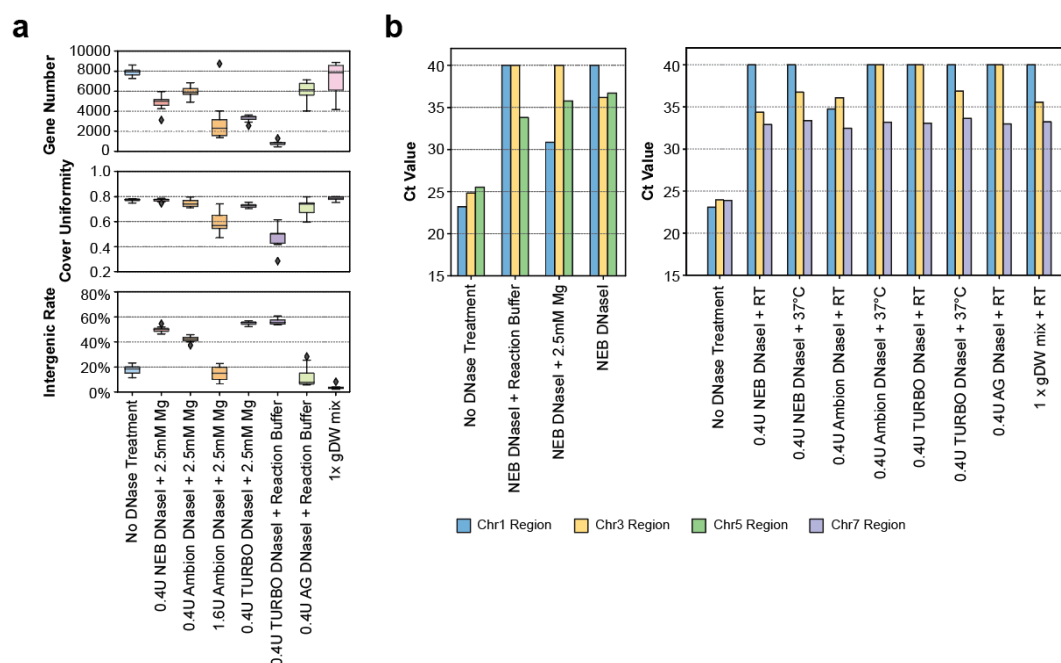 a
Gene Number
10000
8000
6000
4000
2000
0
Cover Uniformity
1.0
0.8
0.6
0.4
0.2
Intergenic Rate
80%
60%
40%
20%
0%
No DNase Treatment
0.4U NEB DNaseI + 2.5mM Mg
0.4U Ambion DNaseI + 2.5mM Mg
1.6U Ambion DNaseI + 2.5mM Mg
0.4U TURBO DNaseI + 2.5mM Mg
0.4U TURBO DNaseI + Reaction Buffer
0.4U AG DNaseI + Reaction Buffer
1x gDW mix
b
Ct Value
40
35
30
25
20
15
No DNase Treatment
NEB DNaseI + Reaction Buffer
NEB DNaseI + 2.5mM Mg
NEB DNaseI
Ct Value
40
35
30
25
20
15
No DNase Treatment
0.4U NEB DNaseI + RT
0.4U NEB DNaseI + 37°C
0.4U Ambion DNaseI + RT
0.4U Ambion DNaseI + 37°C
0.4U TURBO DNaseI + RT
0.4U TURBO DNaseI + 37°C
0.4U AG DNaseI + RT
1 x gDW mix + RT
Chr1 Region
Chr3 Region
Chr5 Region
Chr7 Region